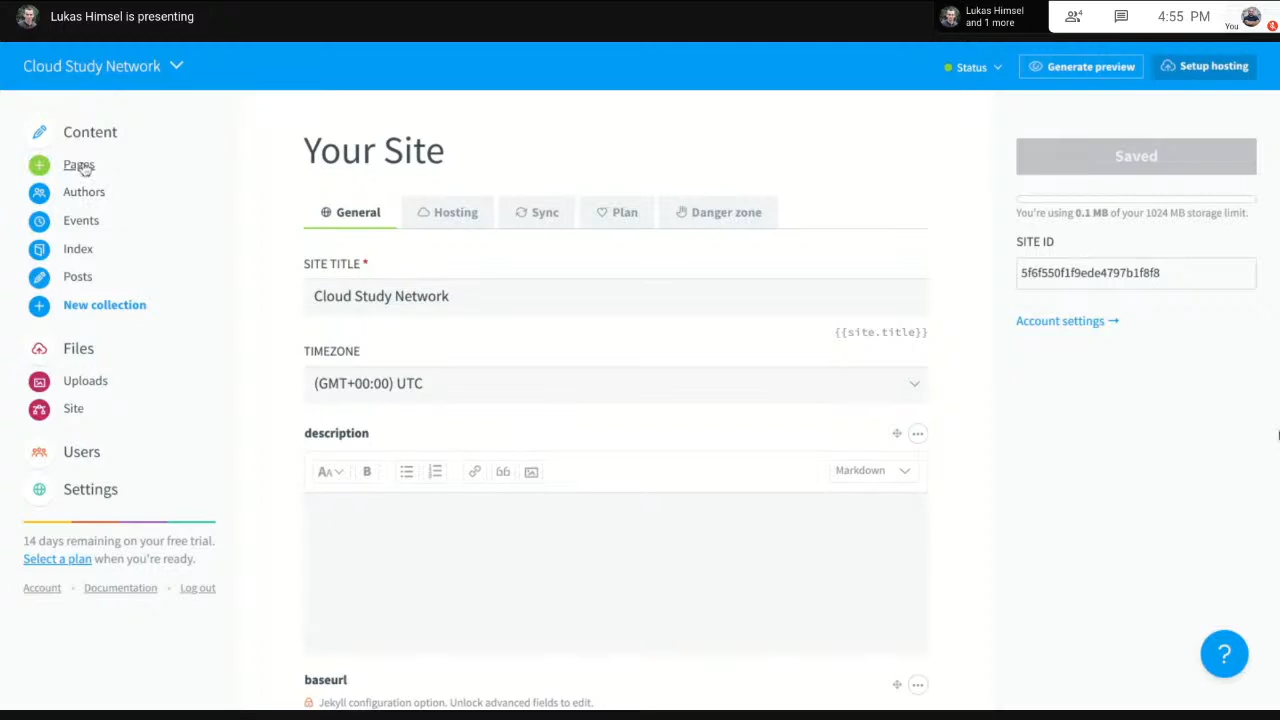 Lukas Himsel is presenting
Lukas Himsel
and 1 more
4
4:55 PM
You
Cloud Study Network
Status
Generate preview
Setup hosting
Content
Pages
Authors
Events
Index
Posts
New collection
Files
Uploads
Site
Users
Settings
14 days remaining on your free trial.
Select a plan when you're ready.
Account • Documentation • Log out
Your Site
General
Hosting
Sync
Plan
Danger zone
SITE TITLE *
Cloud Study Network
{{site.title}}
TIMEZONE
(GMT+00:00) UTC
description
AA
B
Markdown
baseurl
Jekyll configuration option. Unlock advanced fields to edit.
Saved
You're using 0.1 MB of your 1024 MB storage limit.
SITE ID
5f6f550f1f9ede4797b1f8f8
Account settings →
?